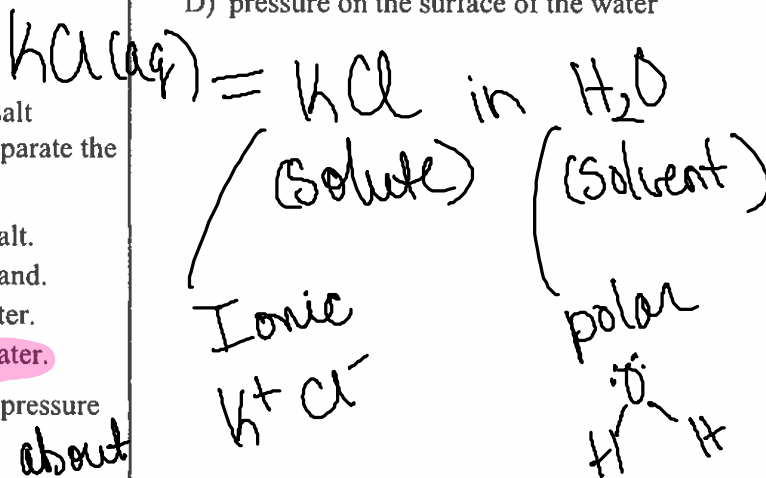 D) pressure on the surface of the water
KCl(aq) = KCl in H₂O
(solute) (solvent)
alt
parate the
alt.
and.
ter.
ater.
pressure
about
Ionic polar
K⁺ Cl⁻
:Ö:
H H